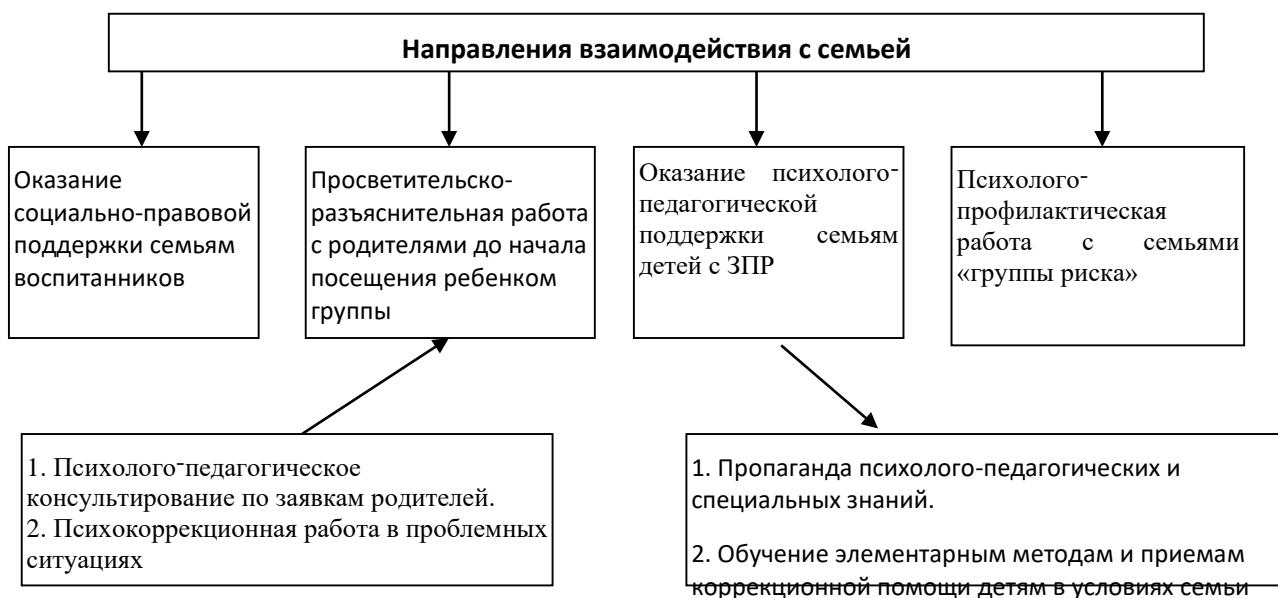 Направления взаимодействия с семьей
Оказание
социально-правовой
поддержки семьям
воспитанников
Просветительско-
разъяснительная работа
с родителями до начала
посещения ребенком
группы
Оказание психолого-
педагогической
поддержки семьям
детей с ЗПР
Психолого-
профилактическая
работа с семьями
«группы риска»
1. Психолого-педагогическое
консультирование по заявкам родителей.
2. Психокоррекционная работа в проблемных
ситуациях
1. Пропаганда психолого-педагогических и
специальных знаний.
2. Обучение элементарным методам и приемам
коррекционной помощи детям в условиях семьи